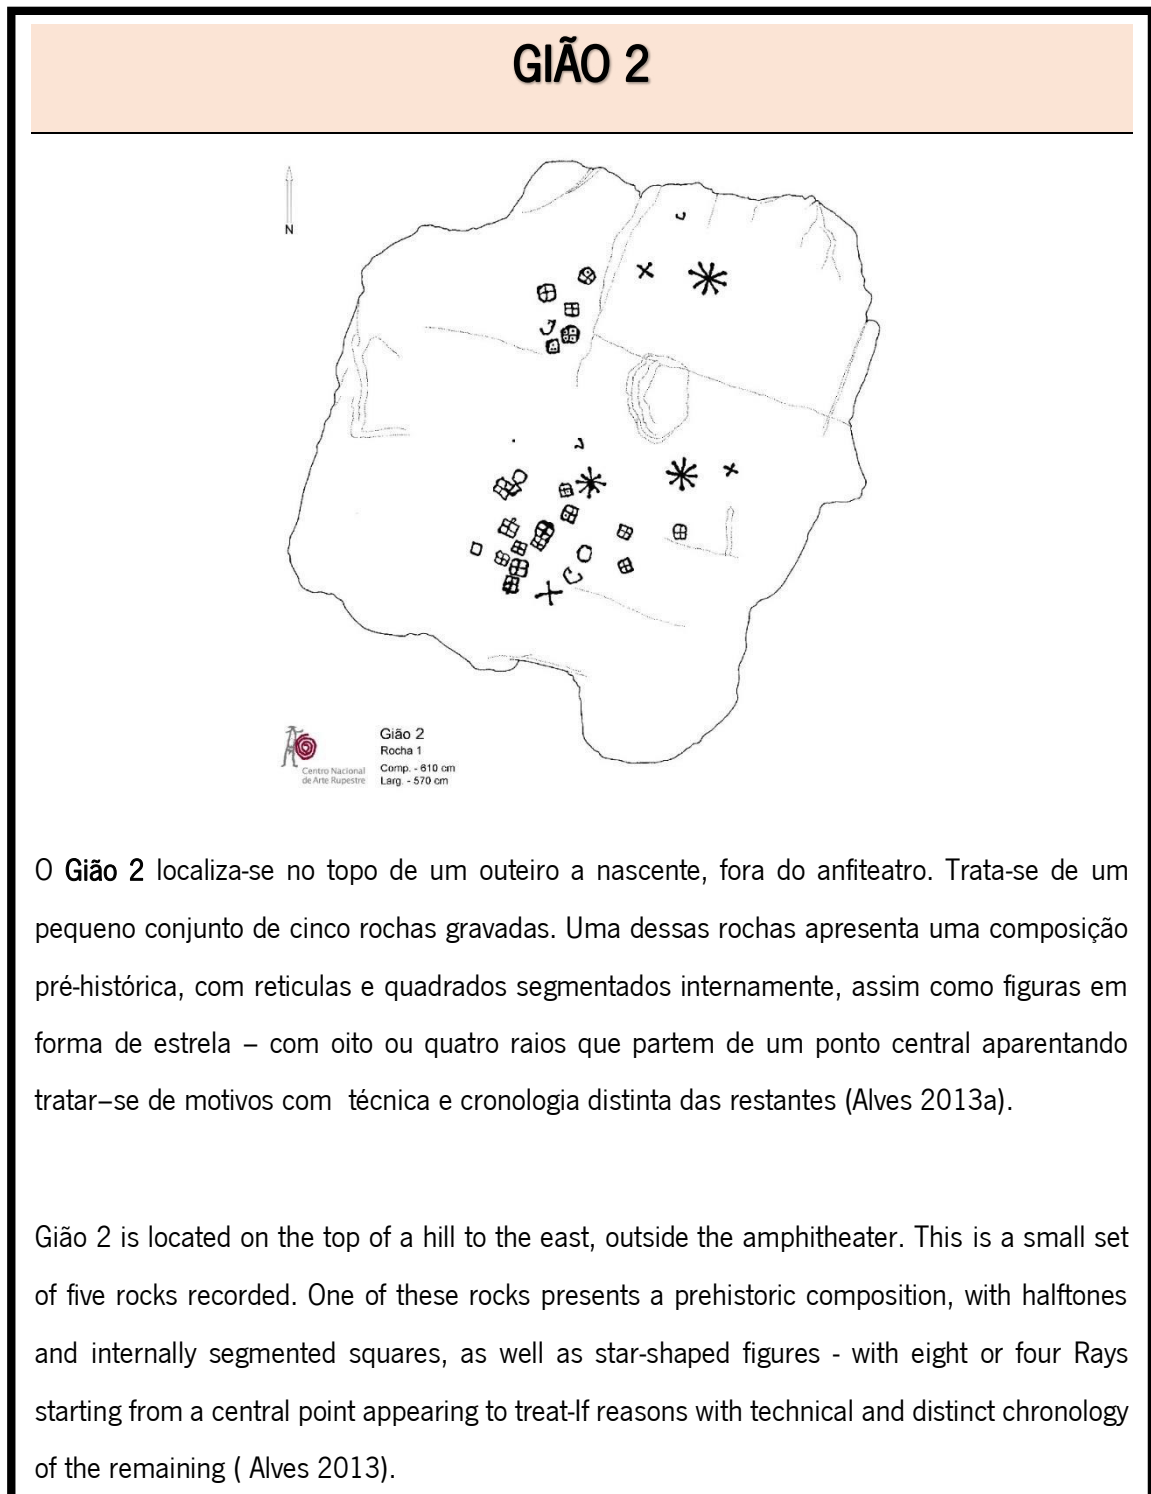 GIÃO 2
N
Gião 2
Rocha 1
Centro Nacional
de Arte Rupestre
Comp. - 610 cm
Larg. - 570 cm
O Gião 2 localiza-se no topo de um outeiro a nascente, fora do anfiteatro. Trata-se de um
pequeno conjunto de cinco rochas gravadas. Uma dessas rochas apresenta uma composição
pré-histórica, com reticulas e quadrados segmentados internamente, assim como figuras em
forma de estrela – com oito ou quatro raios que partem de um ponto central aparentando
tratar–se de motivos com técnica e cronologia distinta das restantes (Alves 2013a).
Gião 2 is located on the top of a hill to the east, outside the amphitheater. This is a small set
of five rocks recorded. One of these rocks presents a prehistoric composition, with halftones
and internally segmented squares, as well as star-shaped figures - with eight or four Rays
starting from a central point appearing to treat-If reasons with technical and distinct chronology
of the remaining ( Alves 2013).